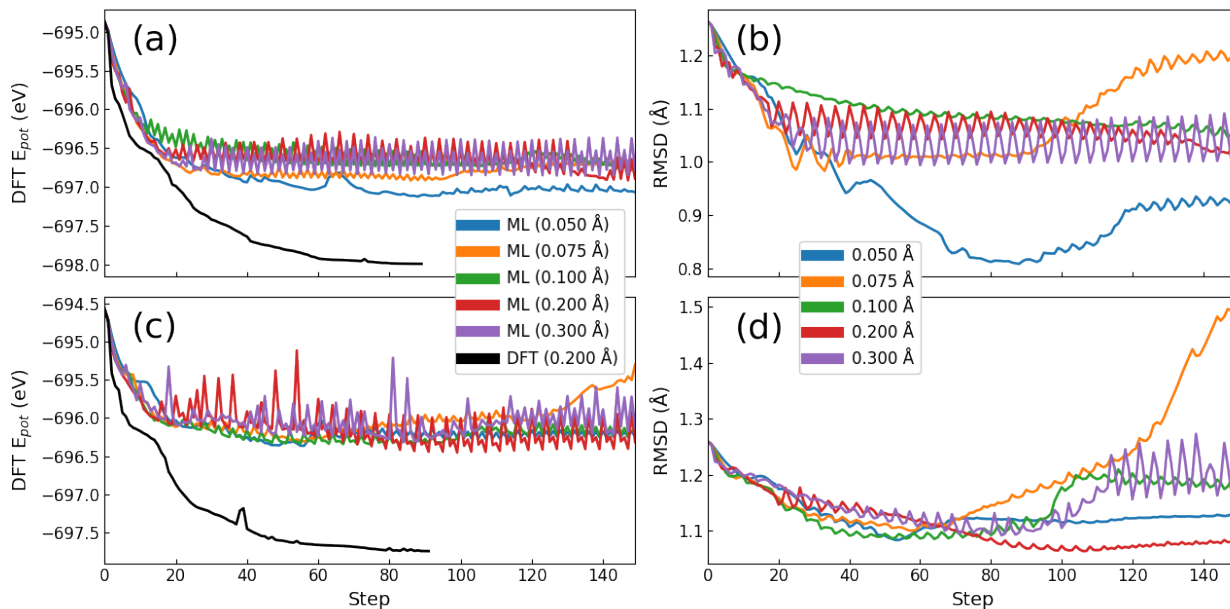 (a)
DFT E_pot (eV)
−695.0
−695.5
−696.0
−696.5
−697.0
−697.5
−698.0
(b)
RMSD (Å)
1.2
1.1
1.0
0.9
0.8
ML (0.050 Å)
ML (0.075 Å)
ML (0.100 Å)
ML (0.200 Å)
ML (0.300 Å)
DFT (0.200 Å)
0.050 Å
0.075 Å
0.100 Å
0.200 Å
0.300 Å
(c)
DFT E_pot (eV)
−694.5
−695.0
−695.5
−696.0
−696.5
−697.0
−697.5
0 20 40 60 80 100 120 140
Step
(d)
RMSD (Å)
1.5
1.4
1.3
1.2
1.1
0 20 40 60 80 100 120 140
Step